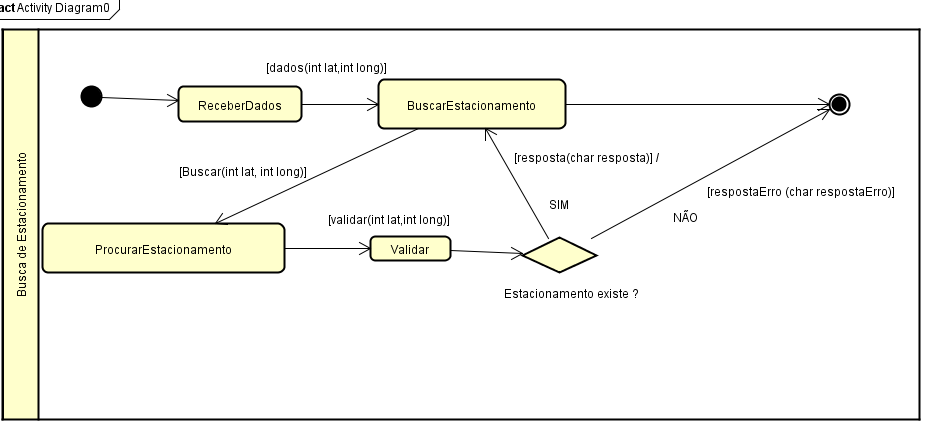 act Activity Diagram0
Busca de Estacionamento
[dados(int lat,int long)]
ReceberDados
BuscarEstacionamento
[Buscar(int lat, int long)]
[resposta(char resposta)] /
SIM
[respostaErro (char respostaErro)]
NÃO
[validar(int lat,int long)]
ProcurarEstacionamento
Validar
Estacionamento existe ?